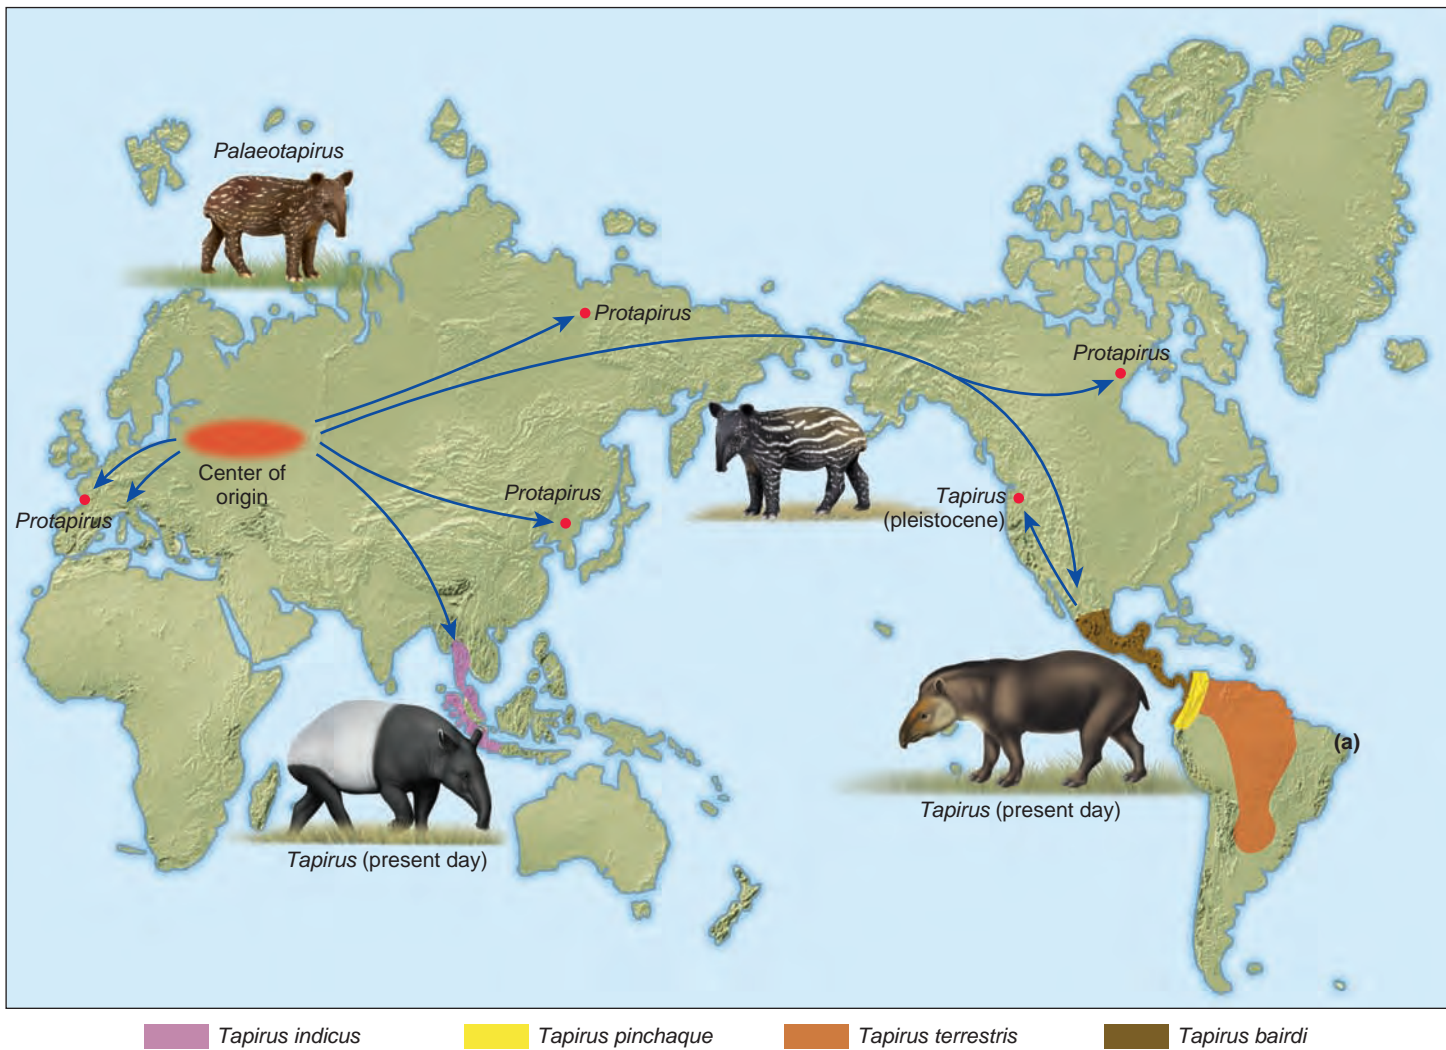 Palaeotapirus
Protapirus
Protapirus
Center of
origin
Protapirus
Protapirus
Tapirus
(pleistocene)
(a)
Tapirus (present day)
Tapirus (present day)
Tapirus indicus
Tapirus pinchaque
Tapirus terrestris
Tapirus bairdi